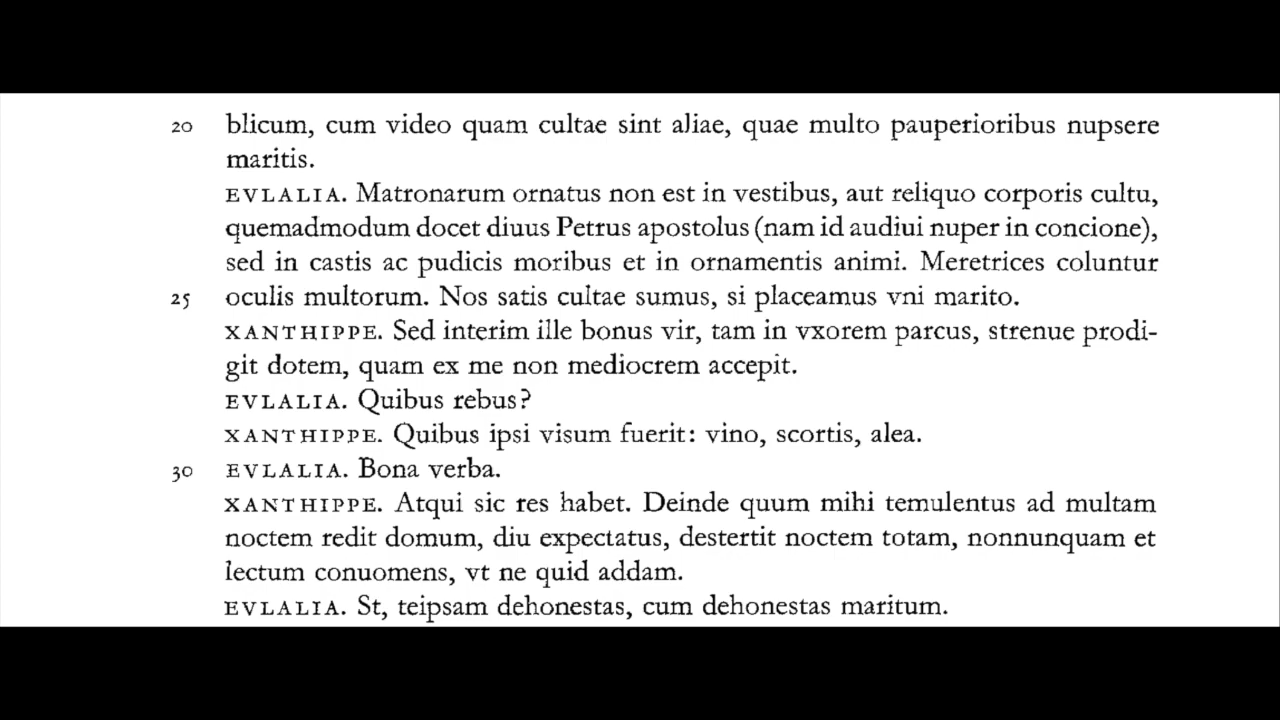 20 blicum, cum video quam cultae sint aliae, quae multo pauperioribus nupsere
maritis.
EVLALIA. Matronarum ornatus non est in vestibus, aut reliquo corporis cultu,
quemadmodum docet diuus Petrus apostolus (nam id audiui nuper in concione),
sed in castis ac pudicis moribus et in ornamentis animi. Meretrices coluntur
25 oculis multorum. Nos satis cultae sumus, si placeamus vni marito.
XANTHIPPE. Sed interim ille bonus vir, tam in vxorem parcus, strenue prodi-
git dotem, quam ex me non mediocrem accepit.
EVLALIA. Quibus rebus?
XANTHIPPE. Quibus ipsi visum fuerit: vino, scortis, alea.
30 EVLALIA. Bona verba.
XANTHIPPE. Atqui sic res habet. Deinde quum mihi temulentus ad multam
noctem redit domum, diu expectatus, destertit noctem totam, nonnunquam et
lectum conuomens, vt ne quid addam.
EVLALIA. St, teipsam dehonestas, cum dehonestas maritum.